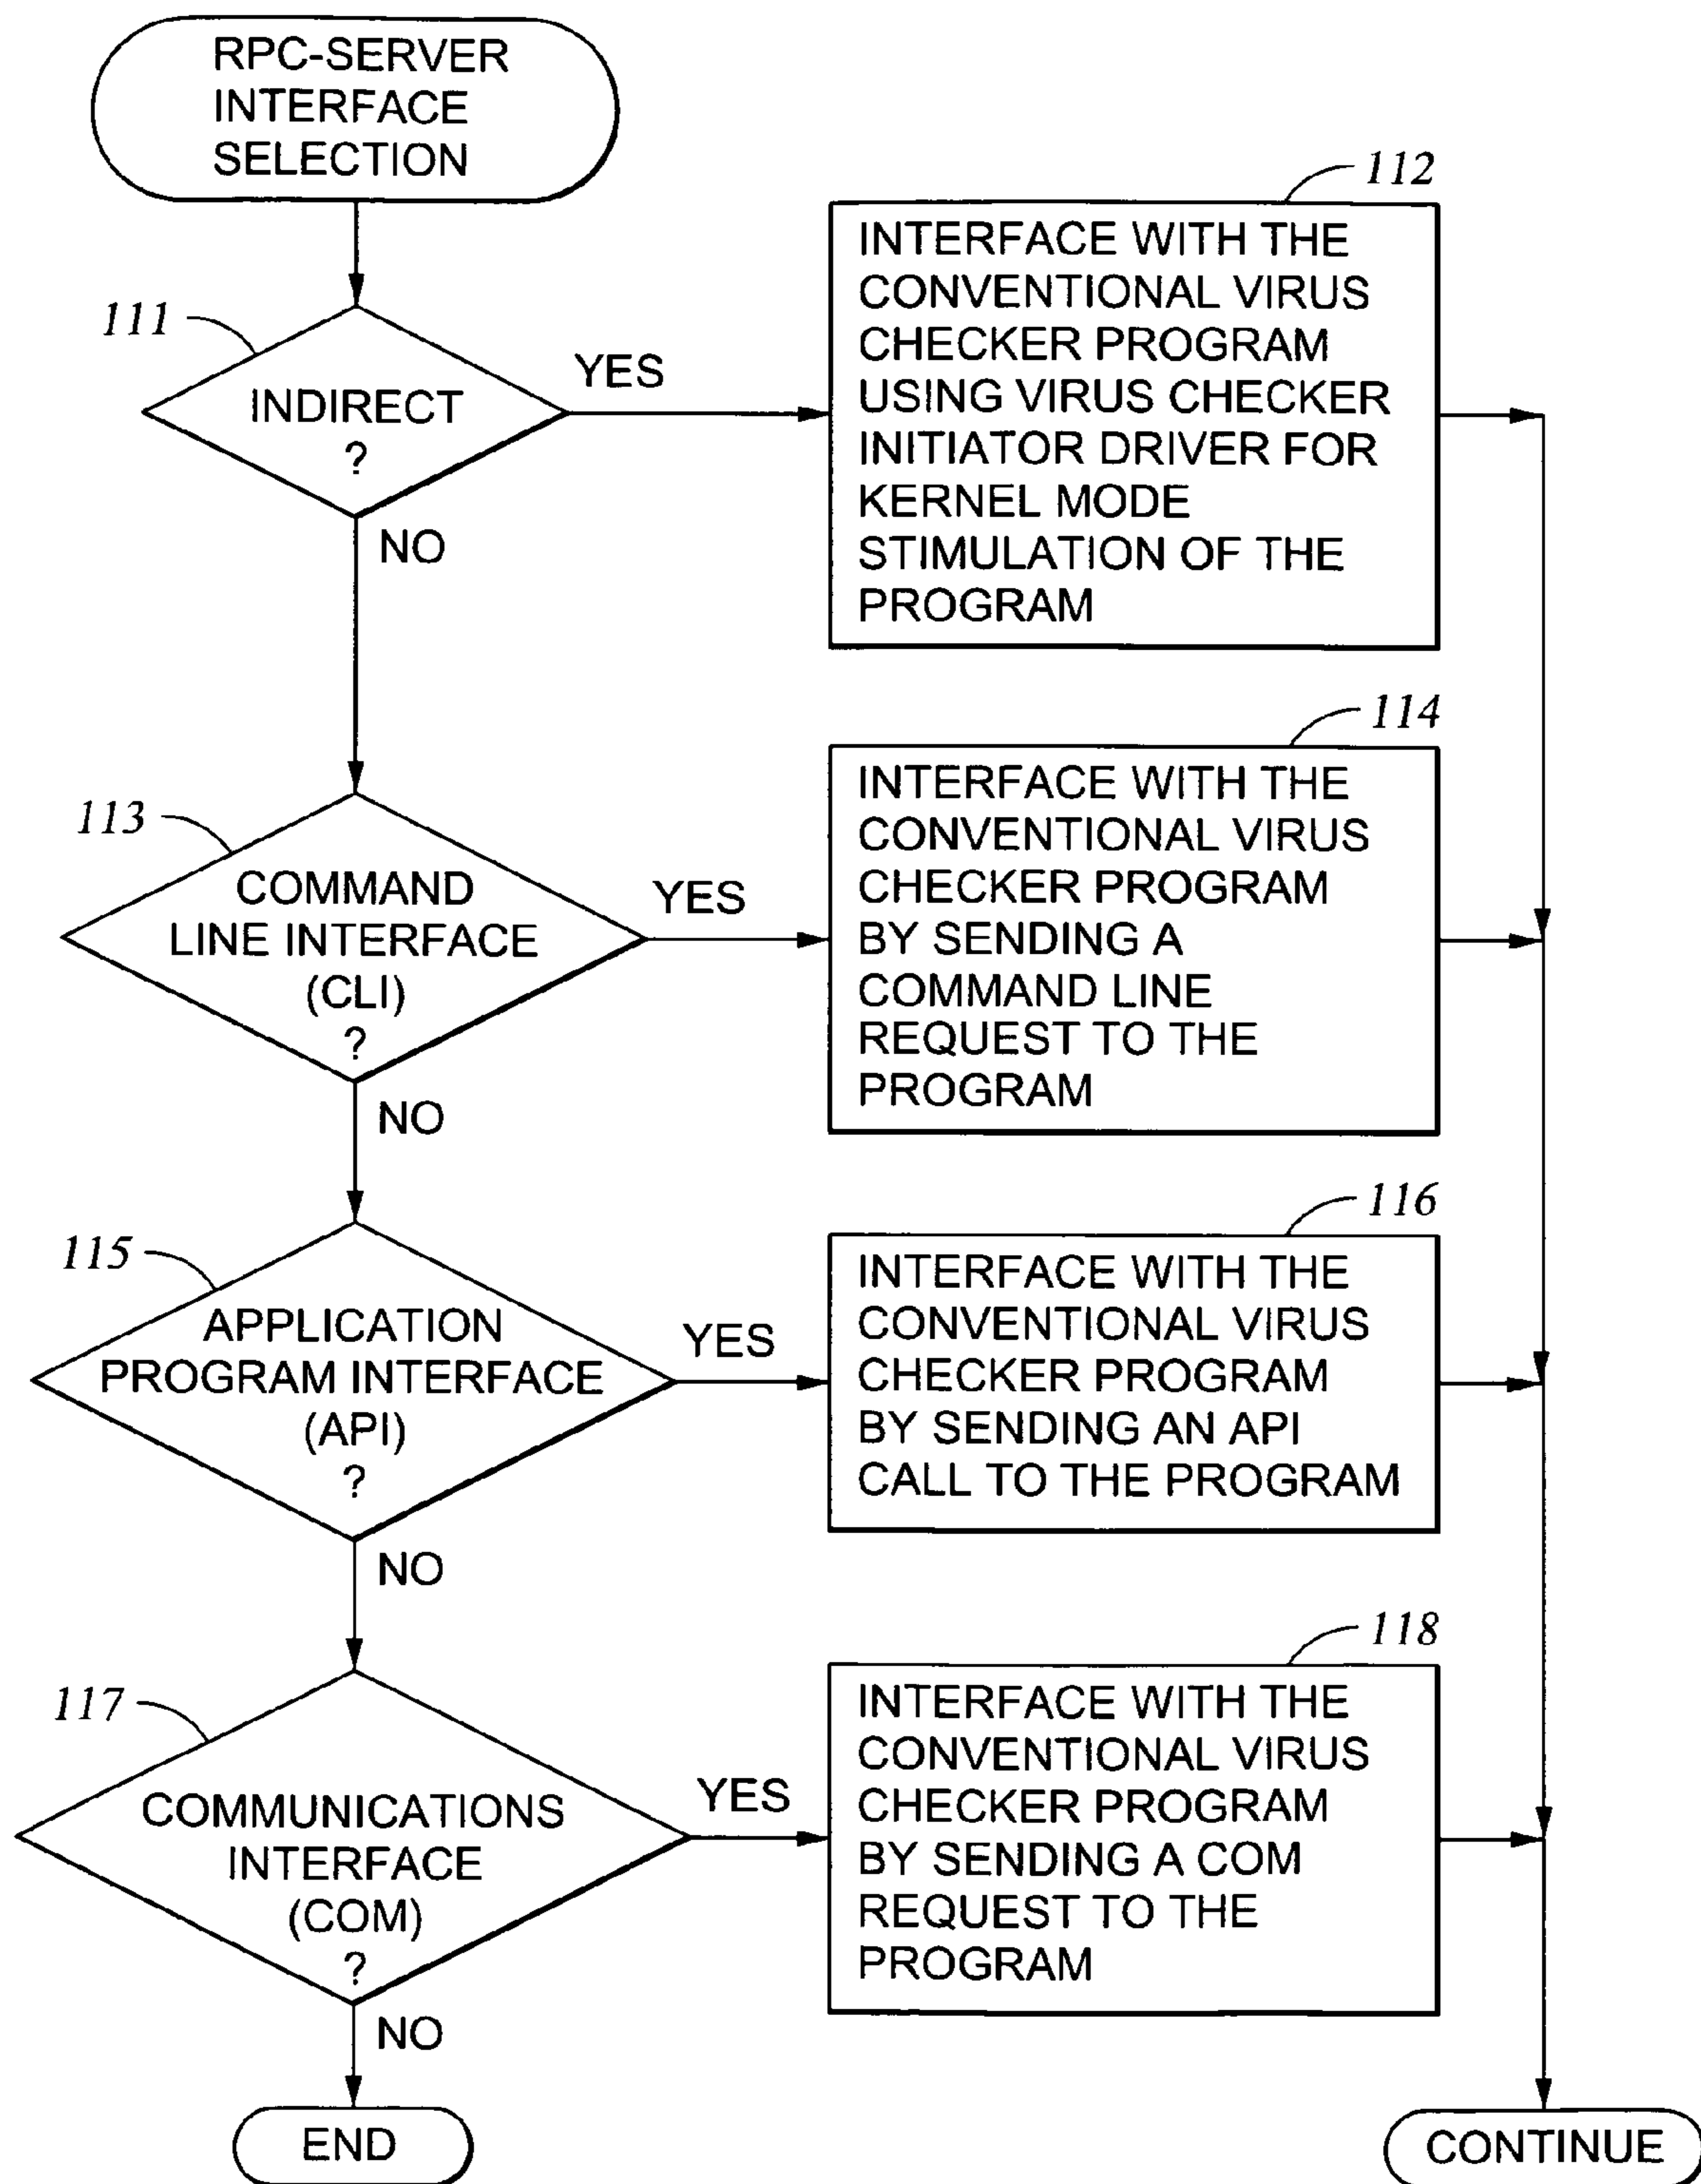 RPC-SERVER
INTERFACE
SELECTION
111
INDIRECT
?
YES
NO
112
INTERFACE WITH THE
CONVENTIONAL VIRUS
CHECKER PROGRAM
USING VIRUS CHECKER
INITIATOR DRIVER FOR
KERNEL MODE
STIMULATION OF THE
PROGRAM
113
COMMAND
LINE INTERFACE
(CLI)
?
YES
NO
114
INTERFACE WITH THE
CONVENTIONAL VIRUS
CHECKER PROGRAM
BY SENDING A
COMMAND LINE
REQUEST TO THE
PROGRAM
115
APPLICATION
PROGRAM INTERFACE
(API)
?
YES
NO
116
INTERFACE WITH THE
CONVENTIONAL VIRUS
CHECKER PROGRAM
BY SENDING AN API
CALL TO THE PROGRAM
117
COMMUNICATIONS
INTERFACE
(COM)
?
YES
NO
118
INTERFACE WITH THE
CONVENTIONAL VIRUS
CHECKER PROGRAM
BY SENDING A COM
REQUEST TO THE
PROGRAM
END
CONTINUE